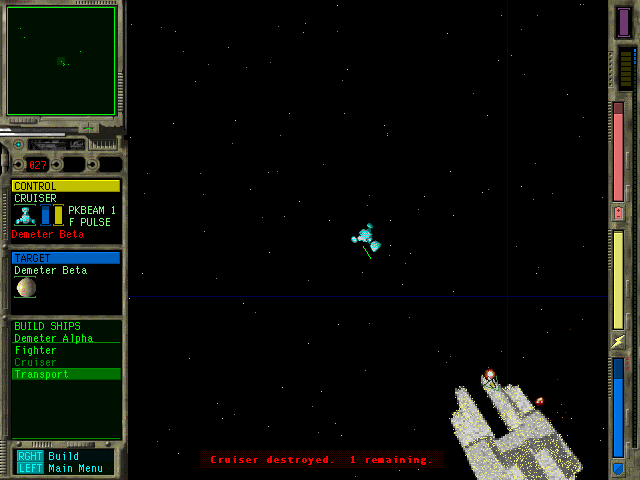 027
CONTROL
CRUISER
PKBEAM 1
F PULSE
Demeter Beta
TARGET
Demeter Beta
BUILD SHIPS
Demeter Alpha
Fighter
Cruiser
Transport
RGHT Build
LEFT Main Menu
Cruiser destroyed. 1 remaining.